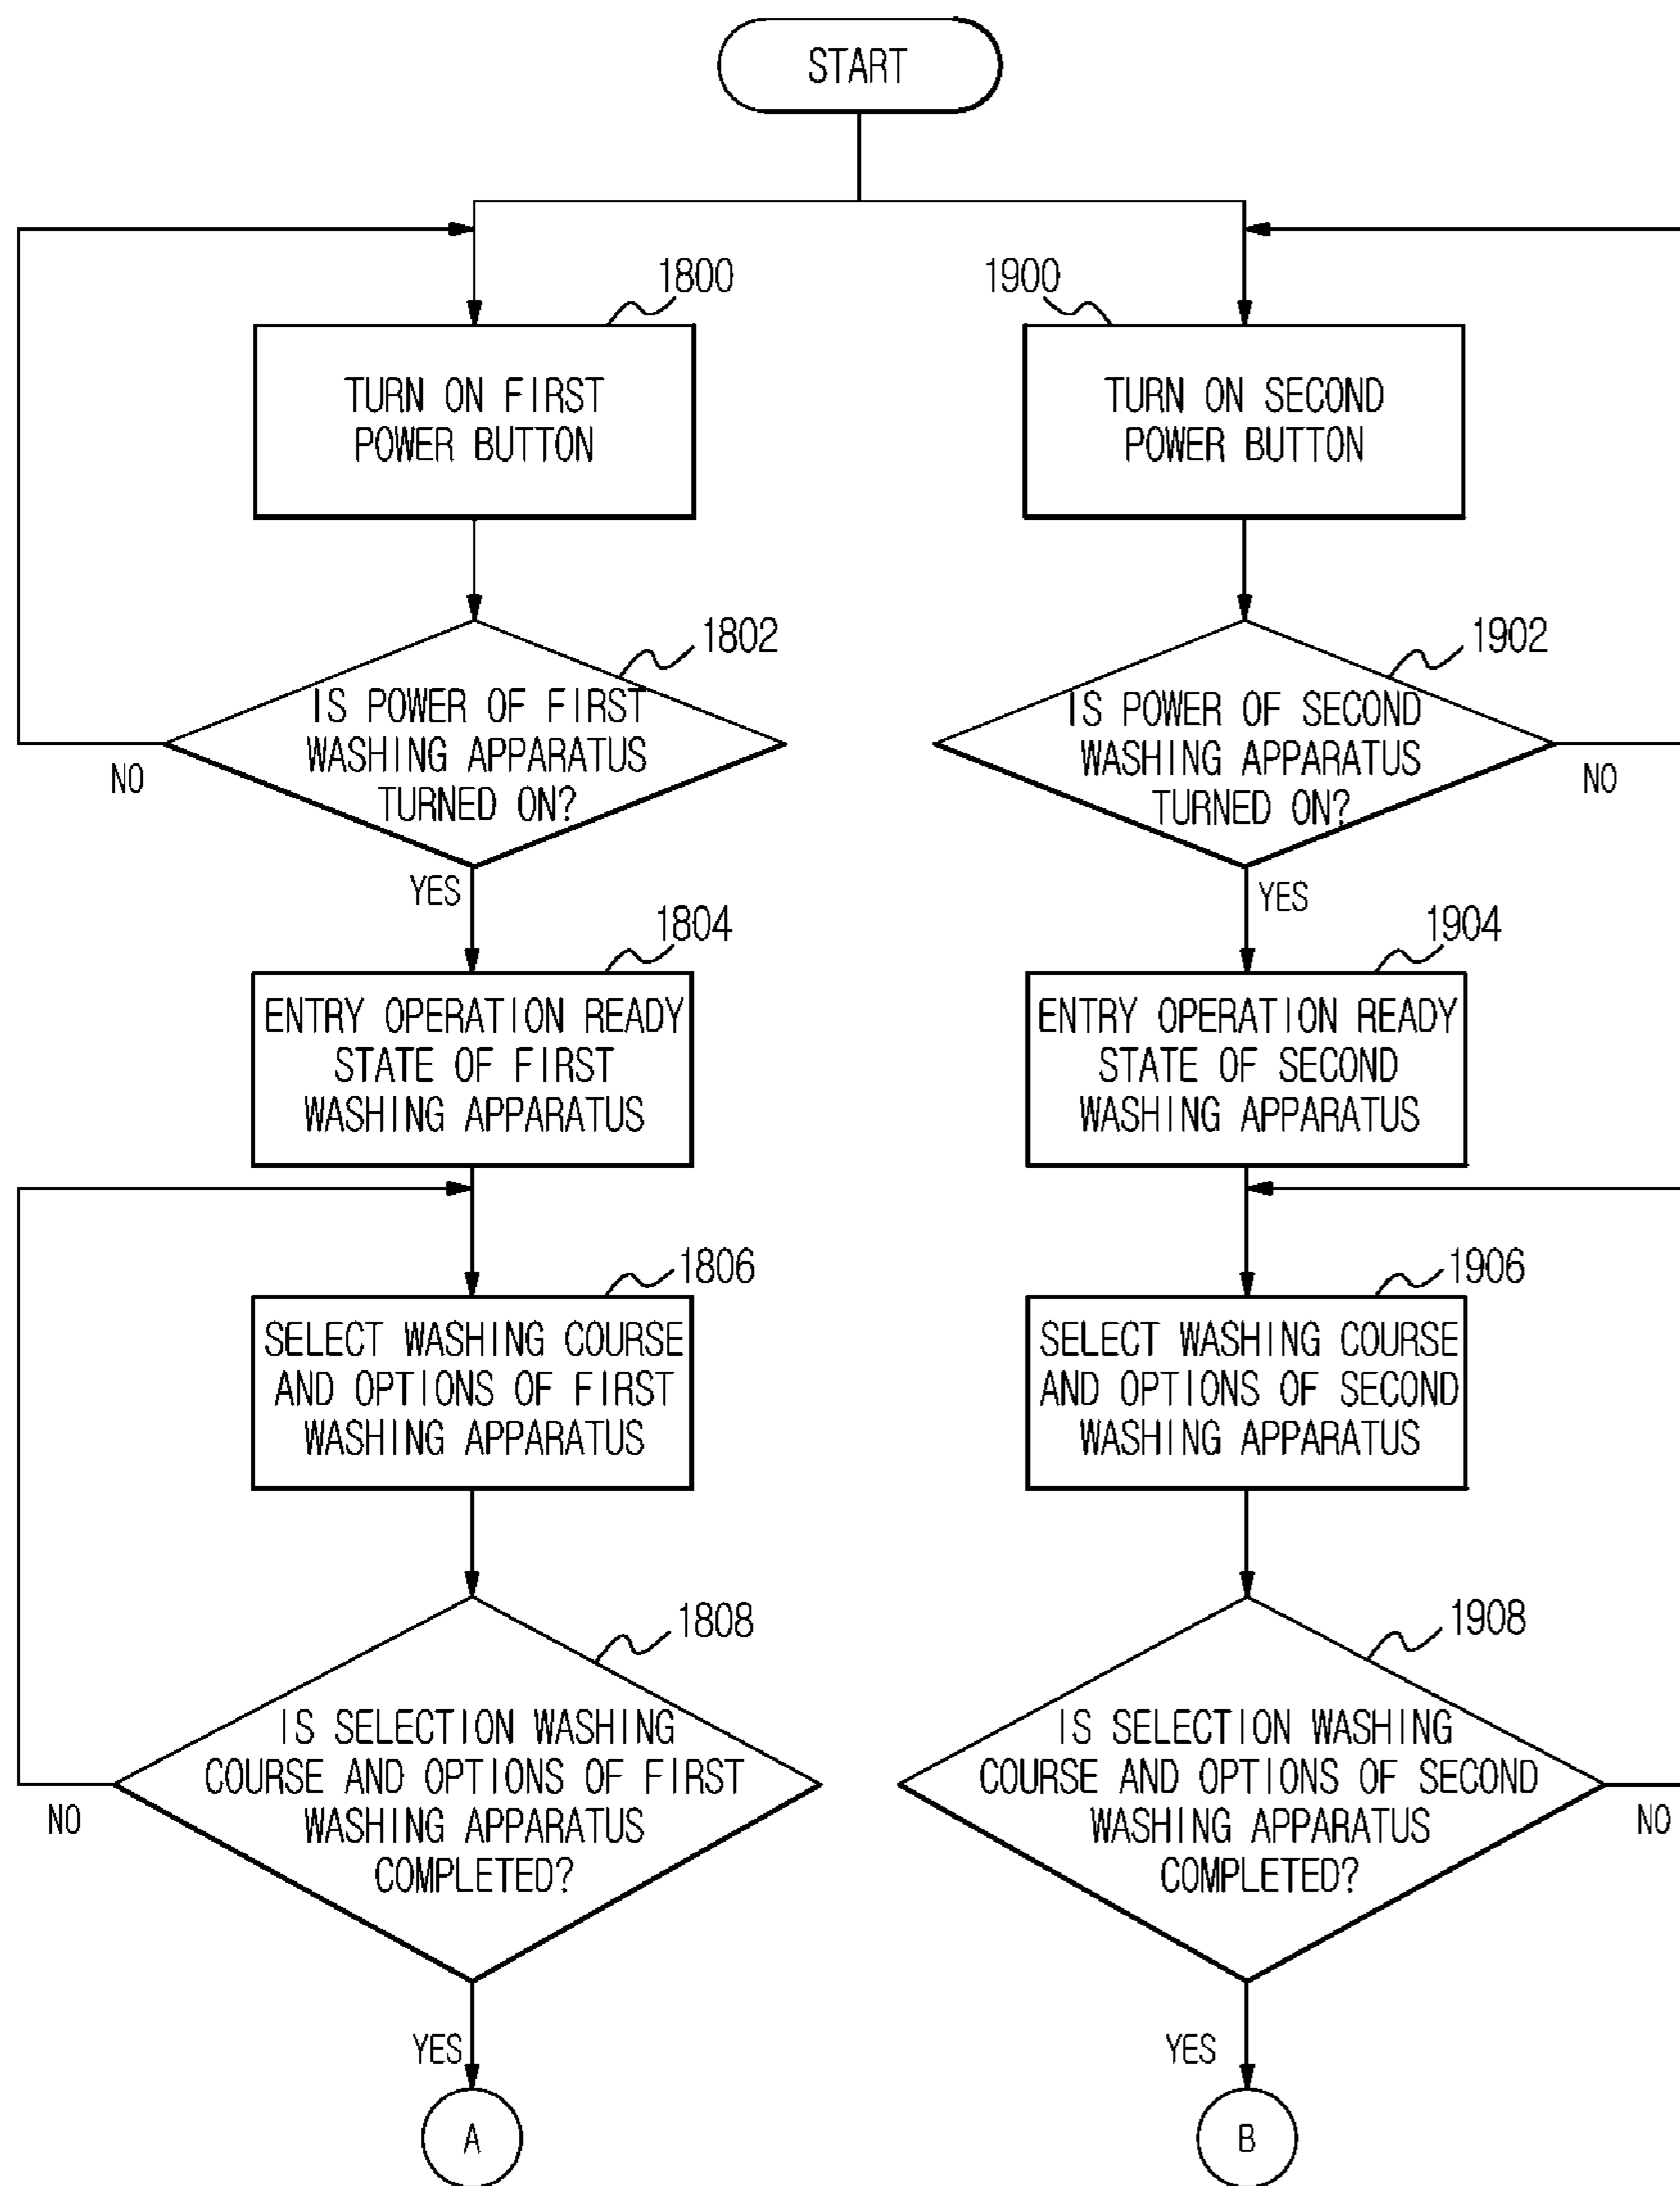 START
1800
TURN ON FIRST
POWER BUTTON
1900
TURN ON SECOND
POWER BUTTON
1802
IS POWER OF FIRST
WASHING APPARATUS
TURNED ON?
NO
YES
1902
IS POWER OF SECOND
WASHING APPARATUS
TURNED ON?
NO
YES
1804
ENTRY OPERATION READY
STATE OF FIRST
WASHING APPARATUS
1904
ENTRY OPERATION READY
STATE OF SECOND
WASHING APPARATUS
1806
SELECT WASHING COURSE
AND OPTIONS OF FIRST
WASHING APPARATUS
1906
SELECT WASHING COURSE
AND OPTIONS OF SECOND
WASHING APPARATUS
1808
IS SELECTION WASHING
COURSE AND OPTIONS OF FIRST
WASHING APPARATUS
COMPLETED?
NO
YES
1908
IS SELECTION WASHING
COURSE AND OPTIONS OF SECOND
WASHING APPARATUS
COMPLETED?
NO
YES
A
B